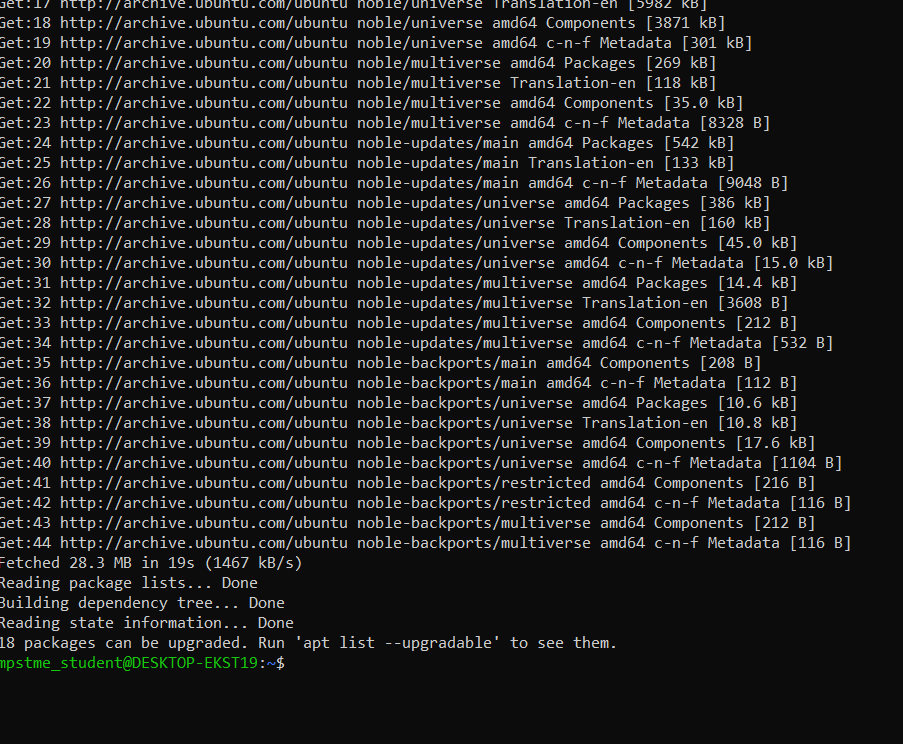 Get:17 http://archive.ubuntu.com/ubuntu noble/universe Translation-en [5982 kB]
Get:18 http://archive.ubuntu.com/ubuntu noble/universe amd64 Components [3871 kB]
Get:19 http://archive.ubuntu.com/ubuntu noble/universe amd64 c-n-f Metadata [301 kB]
Get:20 http://archive.ubuntu.com/ubuntu noble/multiverse amd64 Packages [269 kB]
Get:21 http://archive.ubuntu.com/ubuntu noble/multiverse Translation-en [118 kB]
Get:22 http://archive.ubuntu.com/ubuntu noble/multiverse amd64 Components [35.0 kB]
Get:23 http://archive.ubuntu.com/ubuntu noble/multiverse amd64 c-n-f Metadata [8328 B]
Get:24 http://archive.ubuntu.com/ubuntu noble-updates/main amd64 Packages [542 kB]
Get:25 http://archive.ubuntu.com/ubuntu noble-updates/main Translation-en [133 kB]
Get:26 http://archive.ubuntu.com/ubuntu noble-updates/main amd64 c-n-f Metadata [9048 B]
Get:27 http://archive.ubuntu.com/ubuntu noble-updates/universe amd64 Packages [386 kB]
Get:28 http://archive.ubuntu.com/ubuntu noble-updates/universe Translation-en [160 kB]
Get:29 http://archive.ubuntu.com/ubuntu noble-updates/universe amd64 Components [45.0 kB]
Get:30 http://archive.ubuntu.com/ubuntu noble-updates/universe amd64 c-n-f Metadata [15.0 kB]
Get:31 http://archive.ubuntu.com/ubuntu noble-updates/multiverse amd64 Packages [14.4 kB]
Get:32 http://archive.ubuntu.com/ubuntu noble-updates/multiverse Translation-en [3608 B]
Get:33 http://archive.ubuntu.com/ubuntu noble-updates/multiverse amd64 Components [212 B]
Get:34 http://archive.ubuntu.com/ubuntu noble-updates/multiverse amd64 c-n-f Metadata [532 B]
Get:35 http://archive.ubuntu.com/ubuntu noble-backports/main amd64 Components [208 B]
Get:36 http://archive.ubuntu.com/ubuntu noble-backports/main amd64 c-n-f Metadata [112 B]
Get:37 http://archive.ubuntu.com/ubuntu noble-backports/universe amd64 Packages [10.6 kB]
Get:38 http://archive.ubuntu.com/ubuntu noble-backports/universe Translation-en [10.8 kB]
Get:39 http://archive.ubuntu.com/ubuntu noble-backports/universe amd64 Components [17.6 kB]
Get:40 http://archive.ubuntu.com/ubuntu noble-backports/universe amd64 c-n-f Metadata [1104 B]
Get:41 http://archive.ubuntu.com/ubuntu noble-backports/restricted amd64 Components [216 B]
Get:42 http://archive.ubuntu.com/ubuntu noble-backports/restricted amd64 c-n-f Metadata [116 B]
Get:43 http://archive.ubuntu.com/ubuntu noble-backports/multiverse amd64 Components [212 B]
Get:44 http://archive.ubuntu.com/ubuntu noble-backports/multiverse amd64 c-n-f Metadata [116 B]
Fetched 28.3 MB in 19s (1467 kB/s)
Reading package lists... Done
Building dependency tree... Done
Reading state information... Done
18 packages can be upgraded. Run 'apt list --upgradable' to see them.
mpstme_student@DESKTOP-EKST19:~$